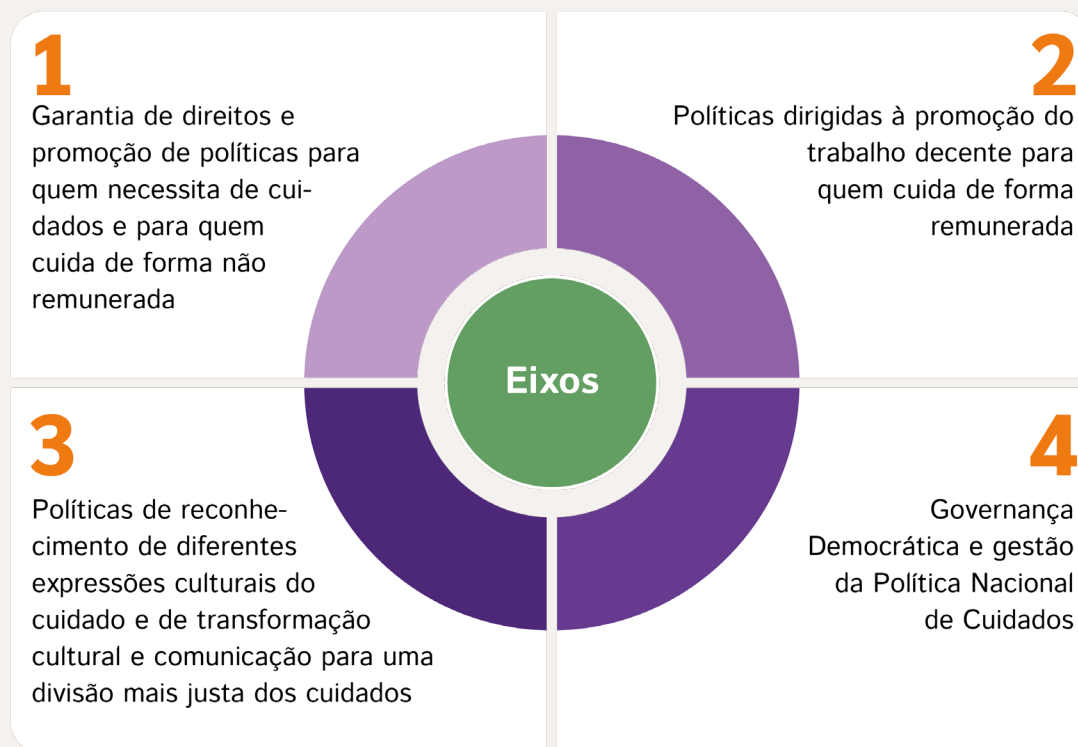 1
Garantia de direitos e
promoção de políticas para
quem necessita de cui-
dados e para quem
cuida de forma não
remunerada
2
Políticas dirigidas à promoção do
trabalho decente para
quem cuida de forma
remunerada
Eixos
3
Políticas de reconhe-
cimento de diferentes
expressões culturais do
cuidado e de transformação
cultural e comunicação para uma
divisão mais justa dos cuidados
4
Governança
Democrática e gestão
da Política Nacional
de Cuidados